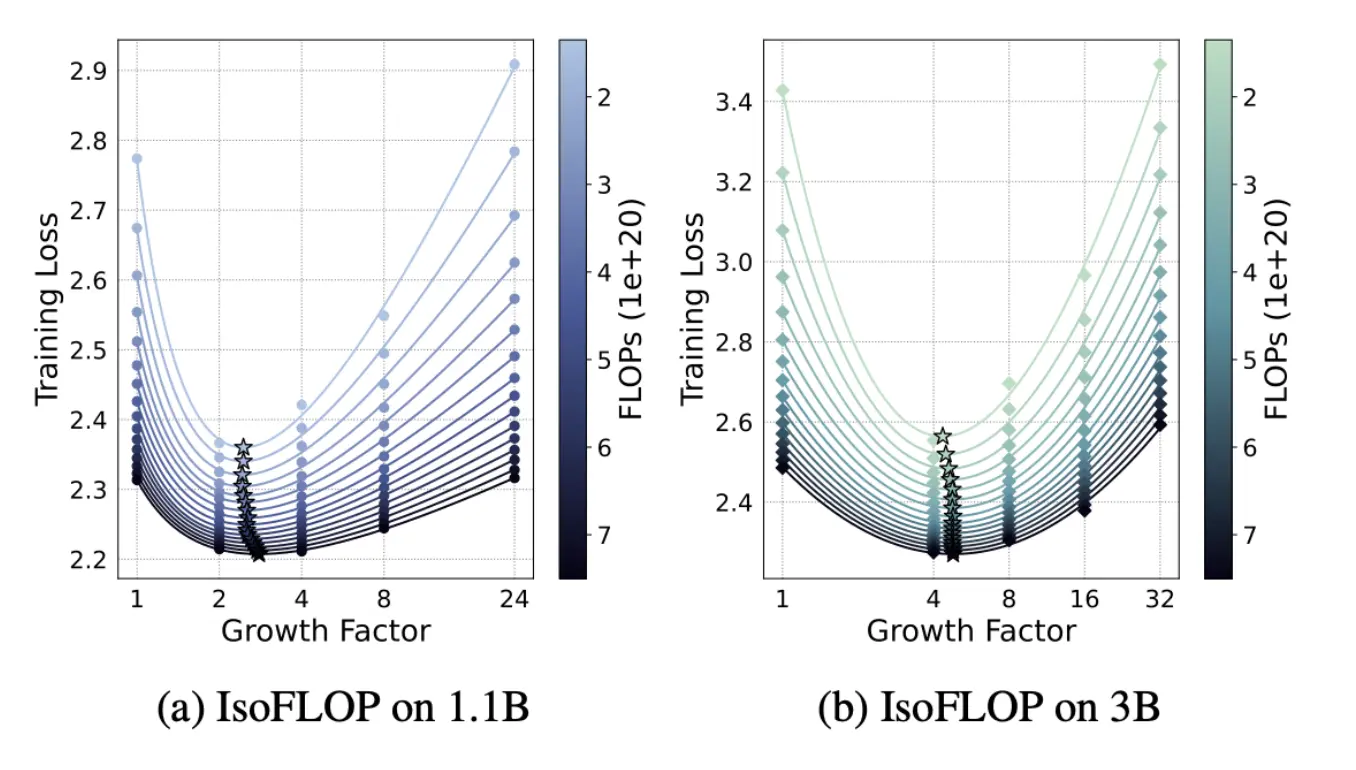 2.9
2.8
2.7
2.6
2.5
2.4
2.3
2.2
Training Loss
1 2 4 8 24
Growth Factor
2
3
4
5
6
7
FLOPs (1e+20)
(a) IsoFLOP on 1.1B
3.4
3.2
3.0
2.8
2.6
2.4
Training Loss
1 4 8 16 32
Growth Factor
2
3
4
5
6
7
FLOPs (1e+20)
(b) IsoFLOP on 3B